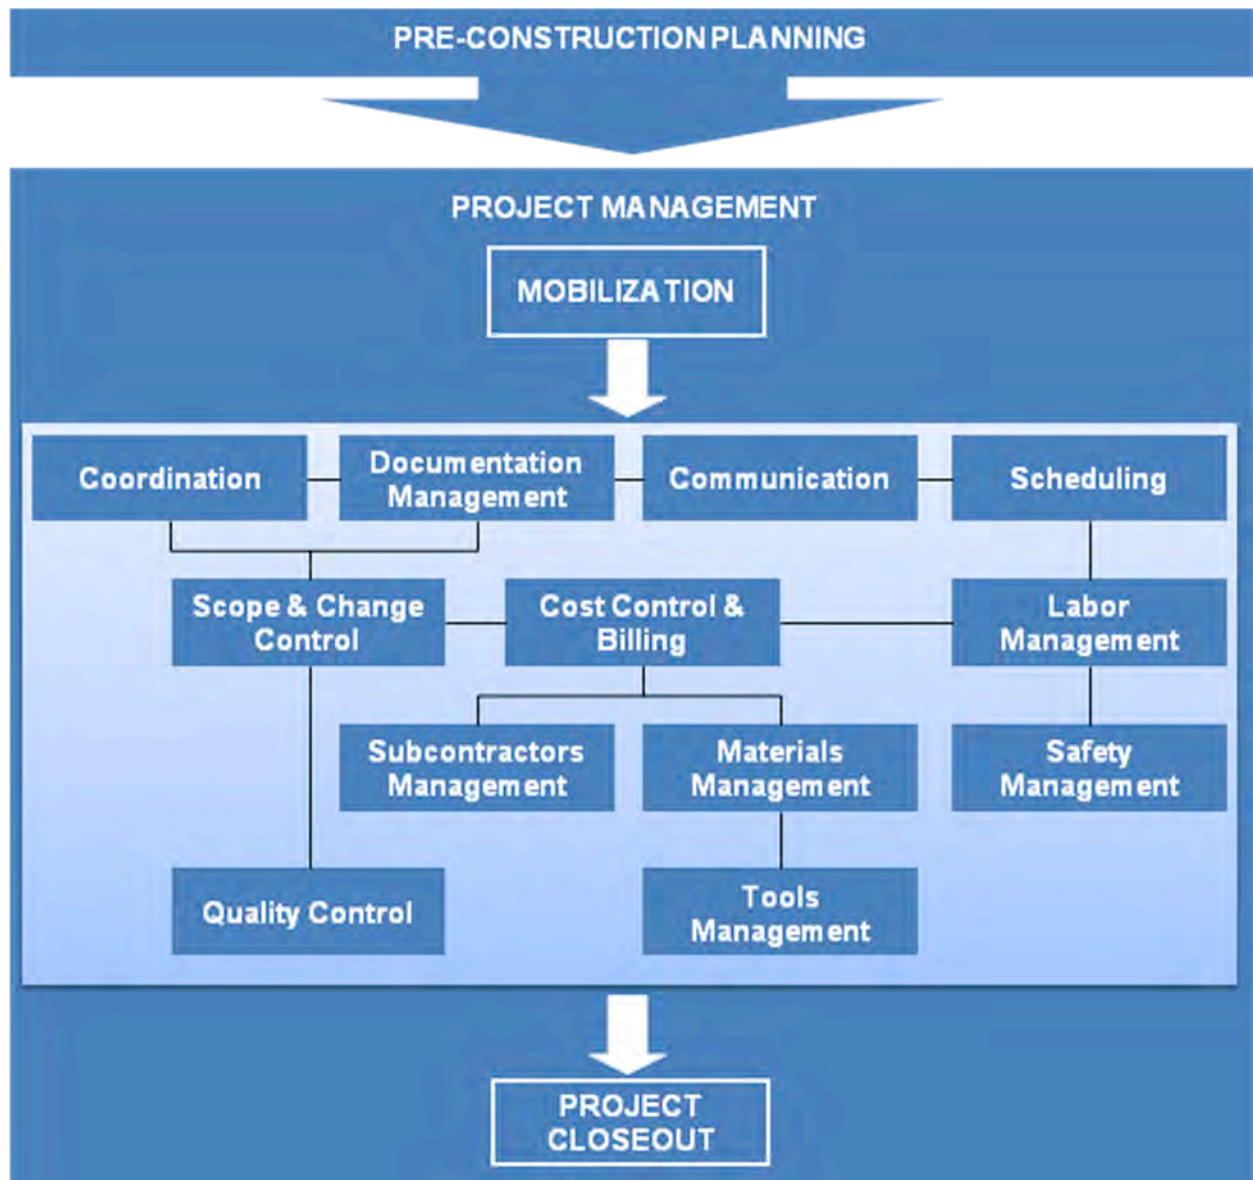 PRE-CONSTRUCTION PLANNING
PROJECT MANAGEMENT
MOBILIZATION
Coordination
Documentation
Management
Communication
Scheduling
Scope & Change
Control
Cost Control &
Billing
Labor
Management
Subcontractors
Management
Materials
Management
Safety
Management
Quality Control
Tools
Management
PROJECT
CLOSEOUT